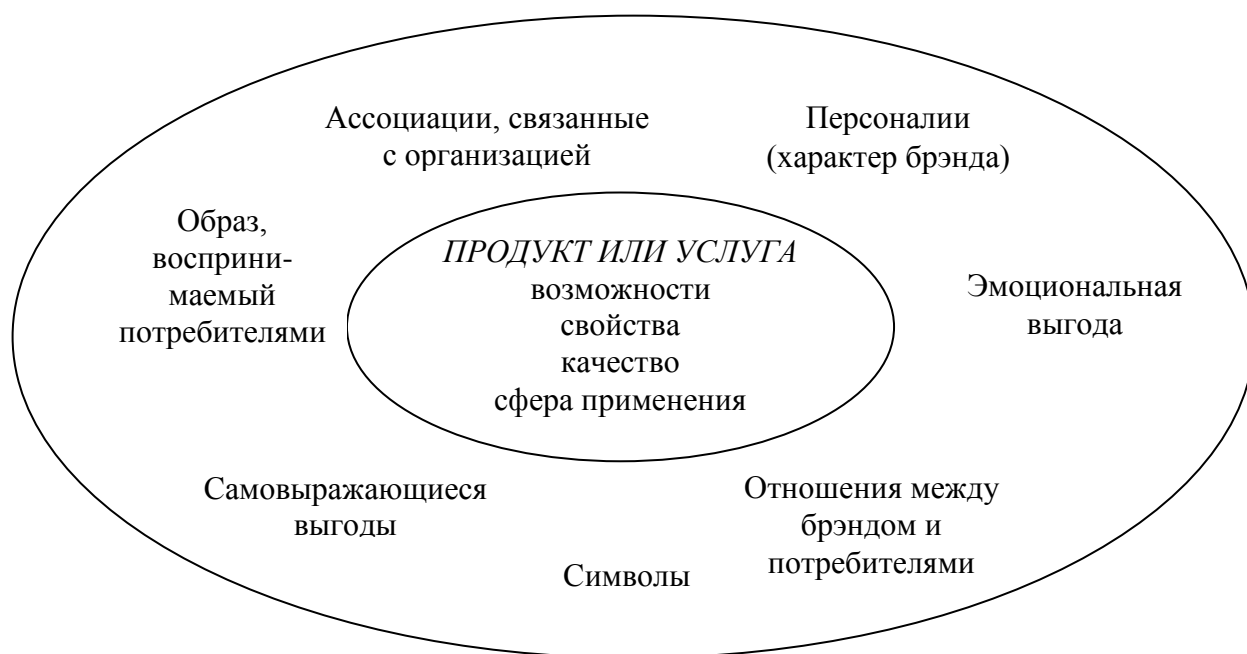 Ассоциации, связанные
с организацией
Персоналии
(характер брэнда)
Образ,
восприни-
маемый
потребителями
ПРОДУКТ ИЛИ УСЛУГА
возможности
свойства
качество
сфера применения
Эмоциональная
выгода
Самовыражающиеся
выгоды
Символы
Отношения между
брэндом и
потребителями